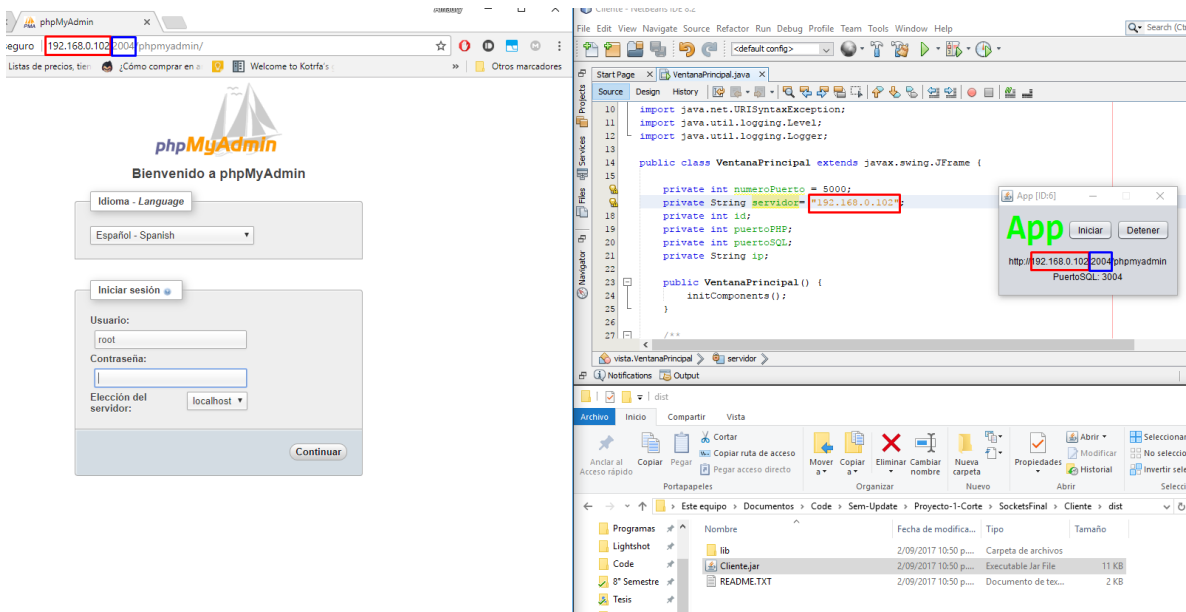 phpMyAdmin
eguro | 192.168.0.102:2004/phpmyadmin/
Listas de precios, tien
¿Cómo comprar en a
Welcome to Kotrfa's
»
Otros marcadores
phpMyAdmin
Bienvenido a phpMyAdmin
Idioma - Language
Español - Spanish
Iniciar sesión
Usuario:
root
Contraseña:
Elección del
servidor:
localhost
Continuar
Cliente - NetBeans IDE 8.2
File Edit View Navigate Source Refactor Run Debug Profile Team Tools Window Help
Search (Ctr
<default config>
Start Page
VentanaPrincipal.java
Source Design History
Projects
Services
Files
Navigator
10 import java.net.URISyntaxException;
11 import java.util.logging.Level;
12 import java.util.logging.Logger;
13
14 public class VentanaPrincipal extends javax.swing.JFrame {
15
private int numeroPuerto = 5000;
private String servidor= "192.168.0.102";
18 private int id;
19 private int puertoPHP;
20 private int puertoSQL;
21 private String ip;
22
23 public VentanaPrincipal() {
24 initComponents();
25 }
26
27 /**
vista.VentanaPrincipal
servidor
Notifications
Output
App [ID:6]
App
Iniciar
Detener
http://192.168.0.102:2004/phpmyadmin
PuertoSQL: 3004
dist
Archivo Inicio Compartir Vista
Anclar al
Acceso rápido
Copiar
Pegar
Cortar
Copiar ruta de acceso
Pegar acceso directo
Portapapeles
Mover
a
Copiar
a
Eliminar
Cambiar
nombre
Organizar
Nueva
carpeta
Nuevo
Propiedades
Abrir
Modificar
Historial
Abrir
Seleccionar
No seleccio
Invertir sele
Selecci
Este equipo > Documentos > Code > Sem-Update > Proyecto-1-Corte > SocketsFinal > Cliente > dist
Programas
Lightshot
Code
8° Semestre
Tesis
Nombre Fecha de modifica... Tipo Tamaño
lib 2/09/2017 10:50 p.... Carpeta de archivos
Cliente.jar 2/09/2017 10:50 p.... Executable Jar File 11 KB
README.TXT 2/09/2017 10:50 p.... Documento de tex... 2 KB